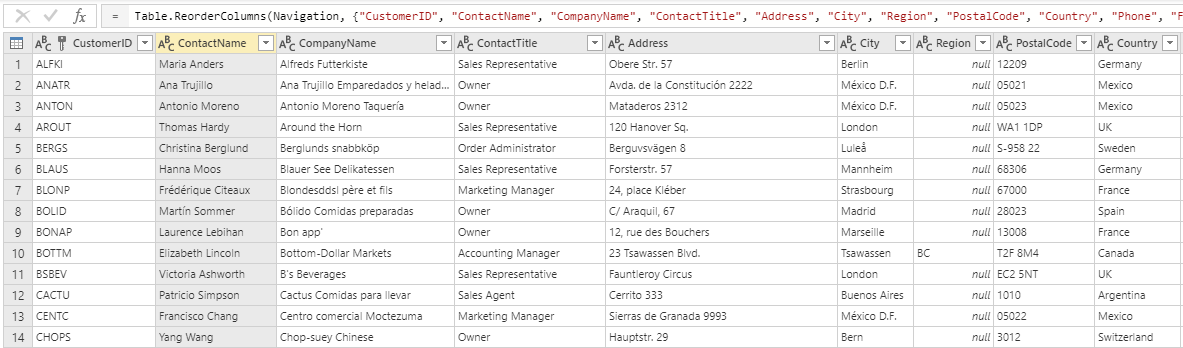 fx = Table.ReorderColumns(Navigation, {"CustomerID", "ContactName", "CompanyName", "ContactTitle", "Address", "City", "Region", "PostalCode", "Country", "Phone", "F
ABC CustomerID ABC ContactName ABC CompanyName ABC ContactTitle ABC Address ABC City ABC Region ABC PostalCode ABC Country
1 ALFKI Maria Anders Alfreds Futterkiste Sales Representative Obere Str. 57 Berlin null 12209 Germany
2 ANATR Ana Trujillo Ana Trujillo Emparedados y helad... Owner Avda. de la Constitución 2222 México D.F. null 05021 Mexico
3 ANTON Antonio Moreno Antonio Moreno Taquería Owner Mataderos 2312 México D.F. null 05023 Mexico
4 AROUT Thomas Hardy Around the Horn Sales Representative 120 Hanover Sq. London null WA1 1DP UK
5 BERGS Christina Berglund Berglunds snabbköp Order Administrator Berguvsvägen 8 Luleå null S-958 22 Sweden
6 BLAUS Hanna Moos Blauer See Delikatessen Sales Representative Forsterstr. 57 Mannheim null 68306 Germany
7 BLONP Frédérique Citeaux Blondesddsl père et fils Marketing Manager 24, place Kléber Strasbourg null 67000 France
8 BOLID Martín Sommer Bólido Comidas preparadas Owner C/ Araquil, 67 Madrid null 28023 Spain
9 BONAP Laurence Lebihan Bon app' Owner 12, rue des Bouchers Marseille null 13008 France
10 BOTTM Elizabeth Lincoln Bottom-Dollar Markets Accounting Manager 23 Tsawassen Blvd. Tsawassen BC T2F 8M4 Canada
11 BSBEV Victoria Ashworth B's Beverages Sales Representative Fauntleroy Circus London null EC2 5NT UK
12 CACTU Patricio Simpson Cactus Comidas para llevar Sales Agent Cerrito 333 Buenos Aires null 1010 Argentina
13 CENTC Francisco Chang Centro comercial Moctezuma Marketing Manager Sierras de Granada 9993 México D.F. null 05022 Mexico
14 CHOPS Yang Wang Chop-suey Chinese Owner Hauptstr. 29 Bern null 3012 Switzerland